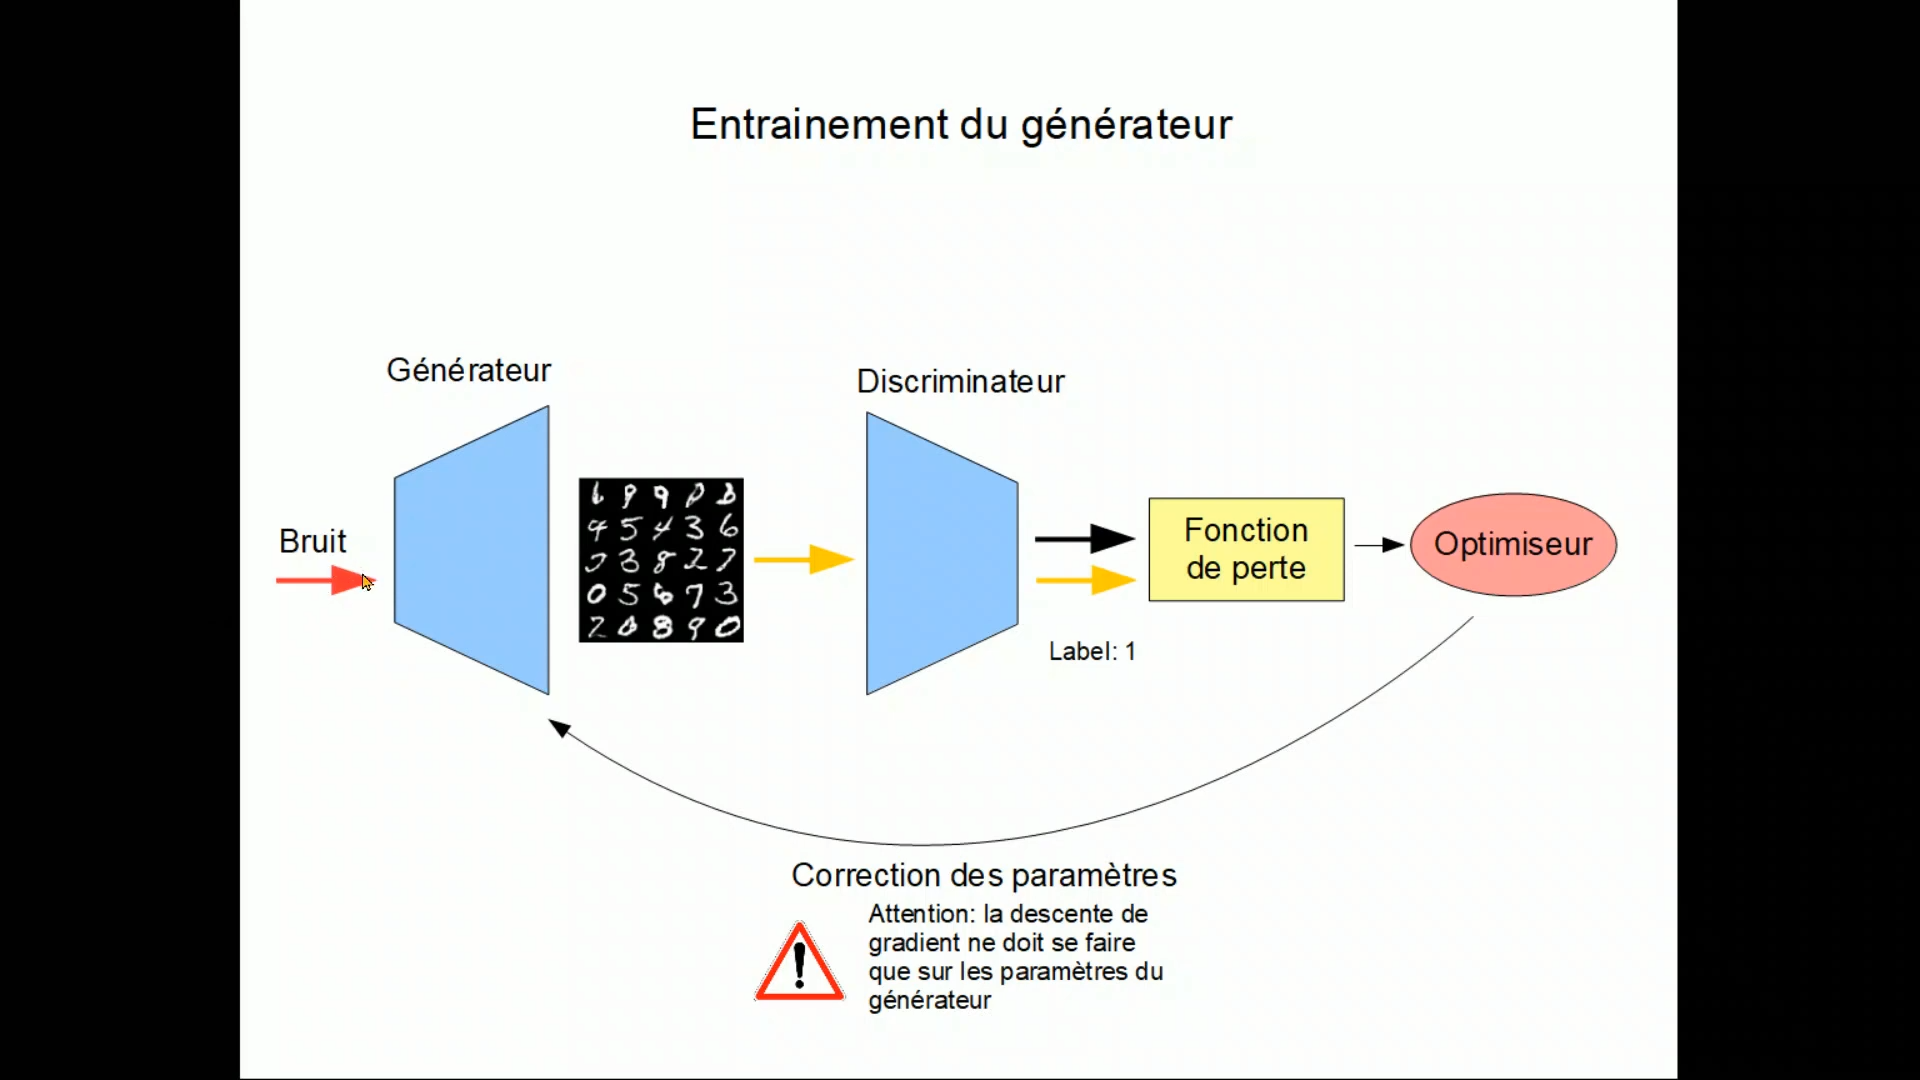 Entrainement du générateur
Générateur
Discriminateur
Bruit
Fonction
de perte
Optimiseur
Label: 1
Correction des paramètres
Attention: la descente de
gradient ne doit se faire
que sur les paramètres du
générateur